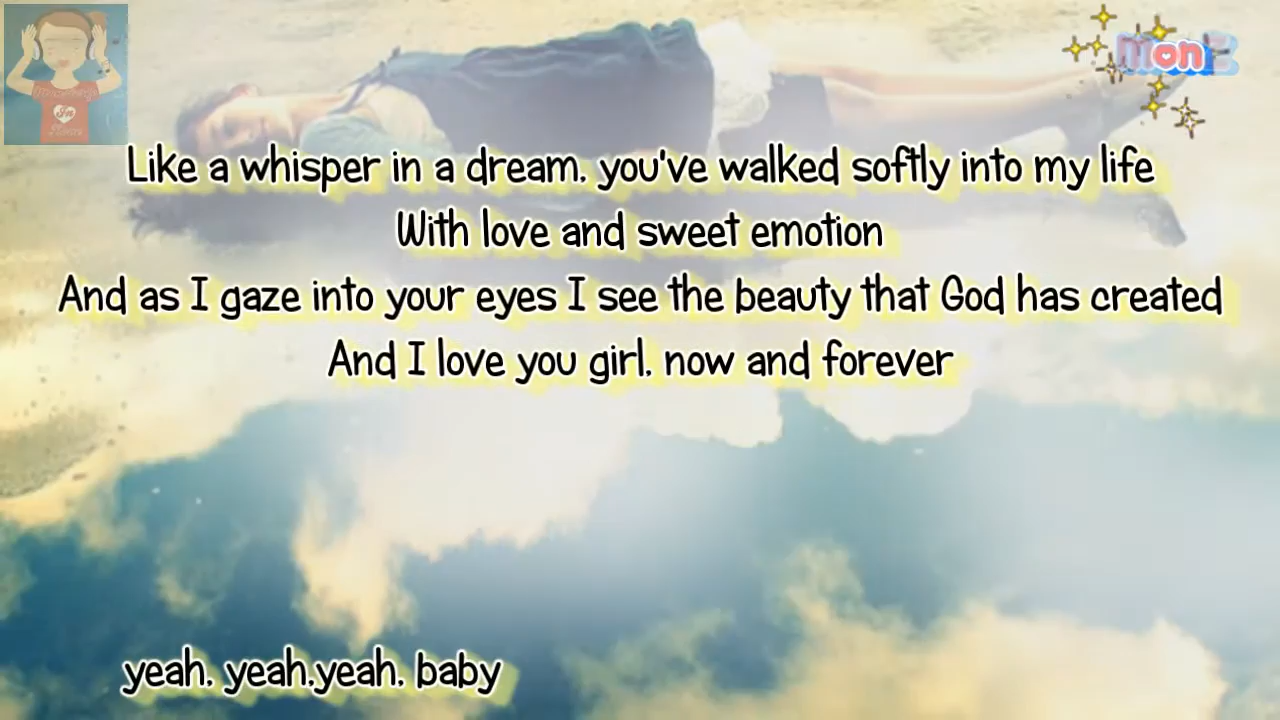 MonE
Like a whisper in a dream, you've walked softly into my life
With love and sweet emotion
And as I gaze into your eyes I see the beauty that God has created
And I love you girl, now and forever
yeah, yeah,yeah, baby